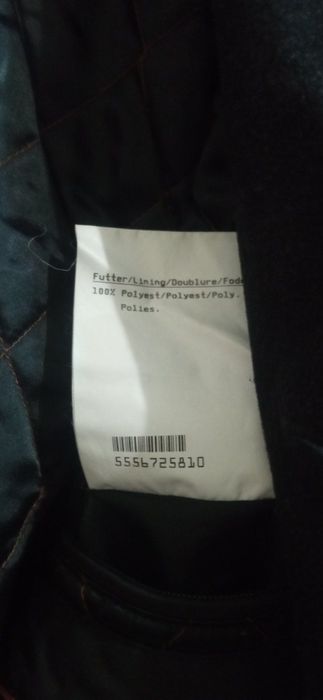 Futter/Lining/Doublure/Fode
100% Polyest/Polyest/Poly.
Polies.
5556725810